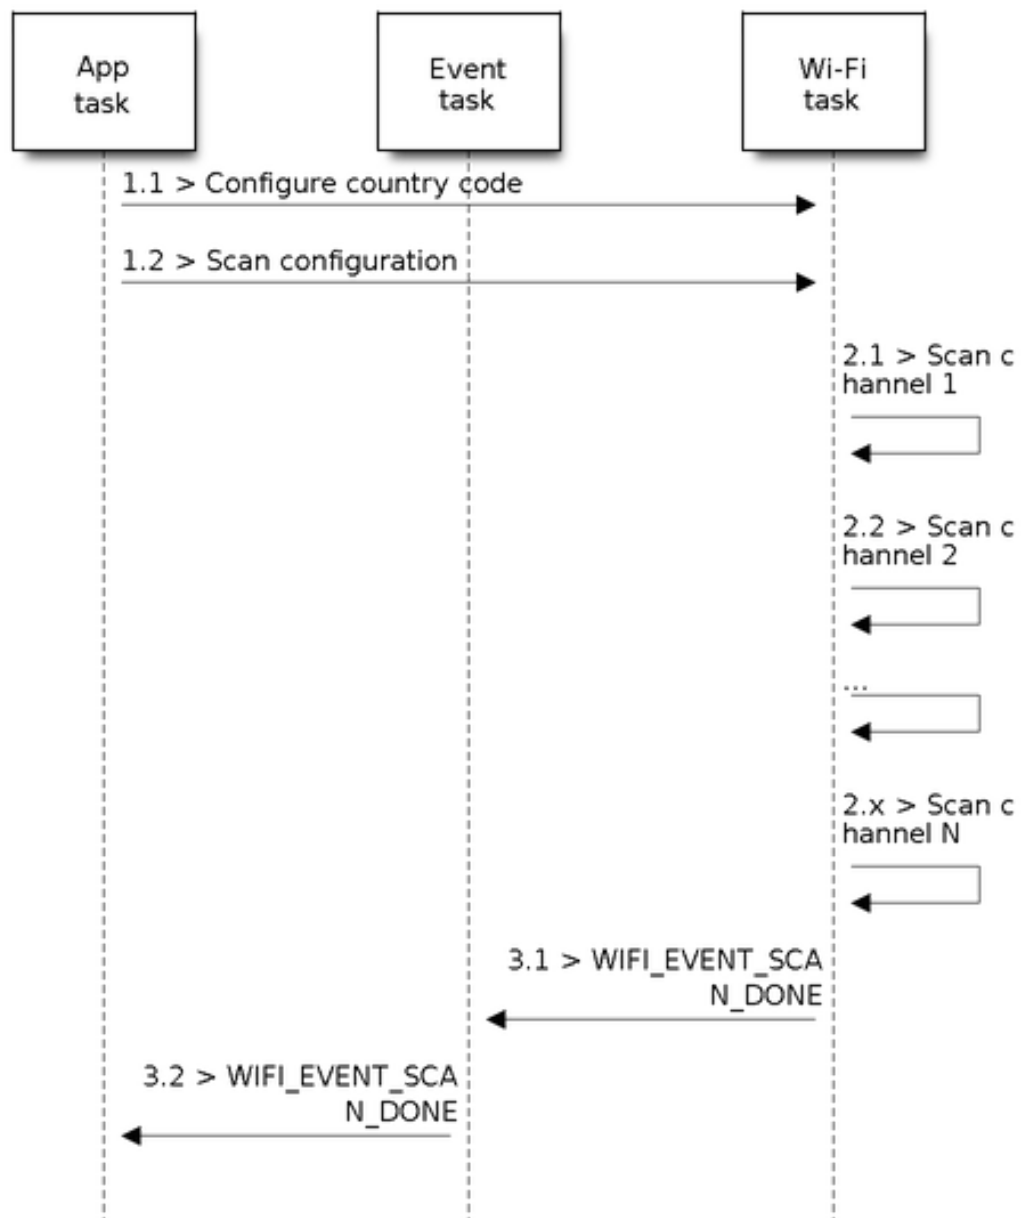 App
task
Event
task
Wi-Fi
task
1.1 > Configure country code
1.2 > Scan configuration
2.1 > Scan c
hannel 1
2.2 > Scan c
hannel 2
...
2.x > Scan c
hannel N
3.1 > WIFI_EVENT_SCA
N_DONE
3.2 > WIFI_EVENT_SCA
N_DONE